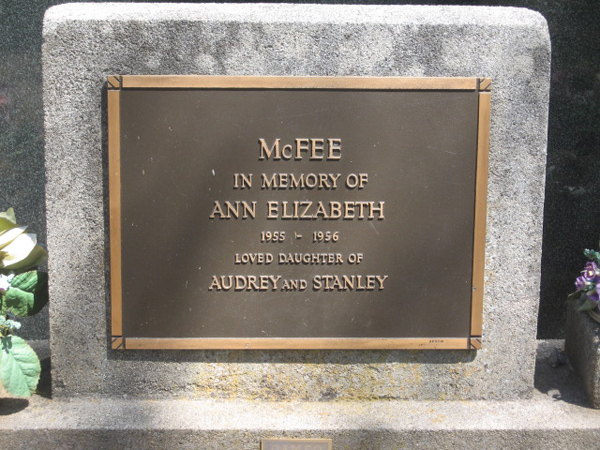 McFEE
IN MEMORY OF
ANN ELIZABETH
1955 - 1956
LOVED DAUGHTER OF
AUDREY AND STANLEY